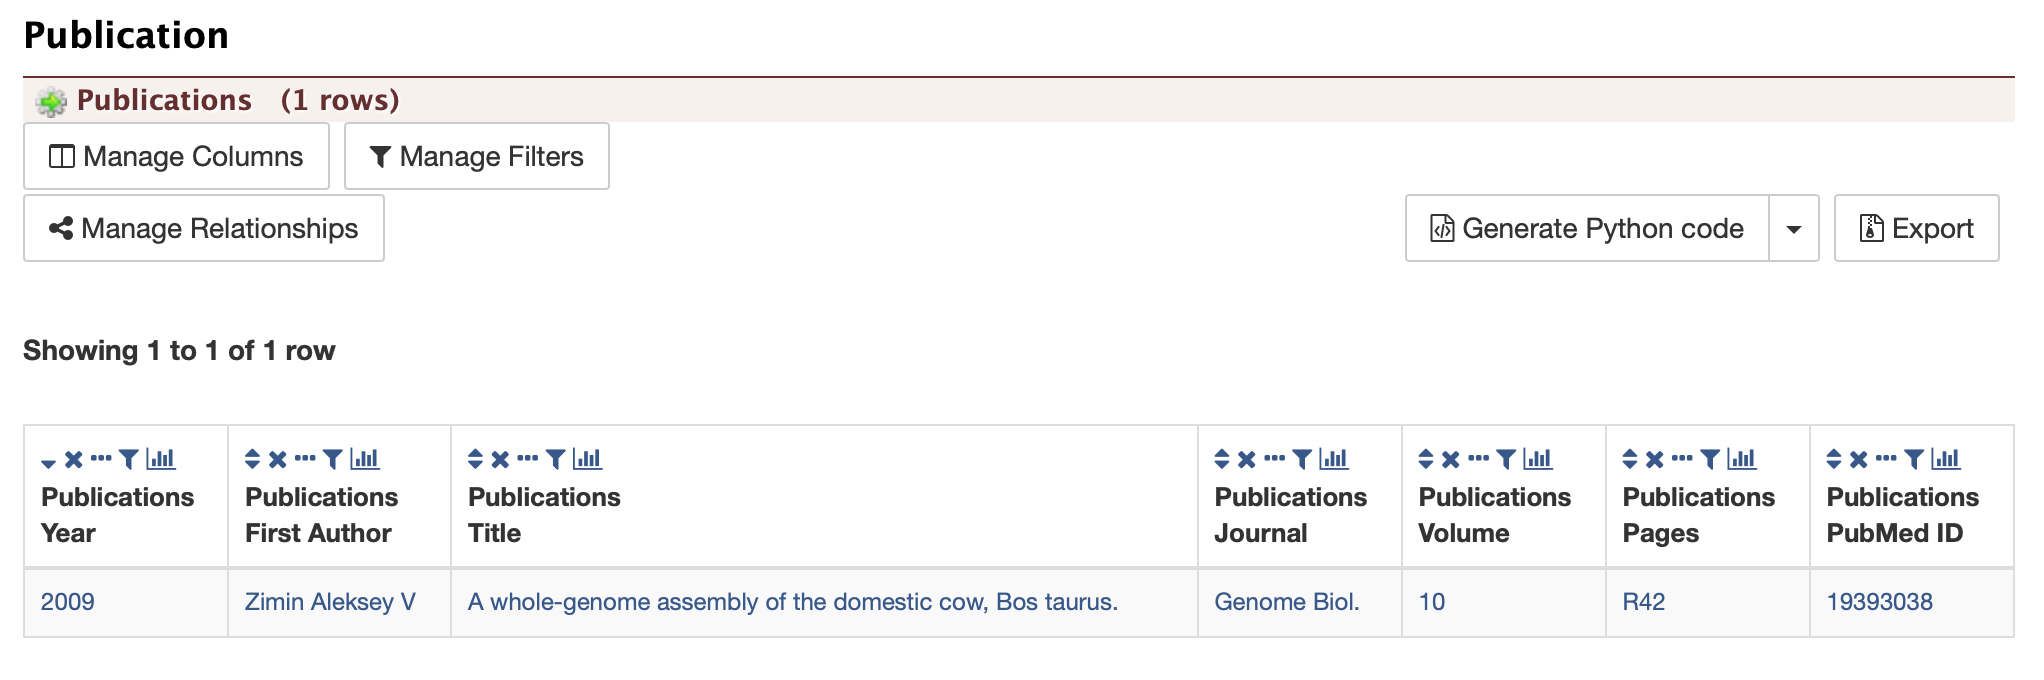 Publication
Publications (1 rows)
Manage Columns Manage Filters
Manage Relationships Generate Python code Export
Showing 1 to 1 of 1 row
Publications Year Publications First Author Publications Title Publications Journal Publications Volume Publications Pages Publications PubMed ID
2009 Zimin Aleksey V A whole-genome assembly of the domestic cow, Bos taurus. Genome Biol. 10 R42 19393038